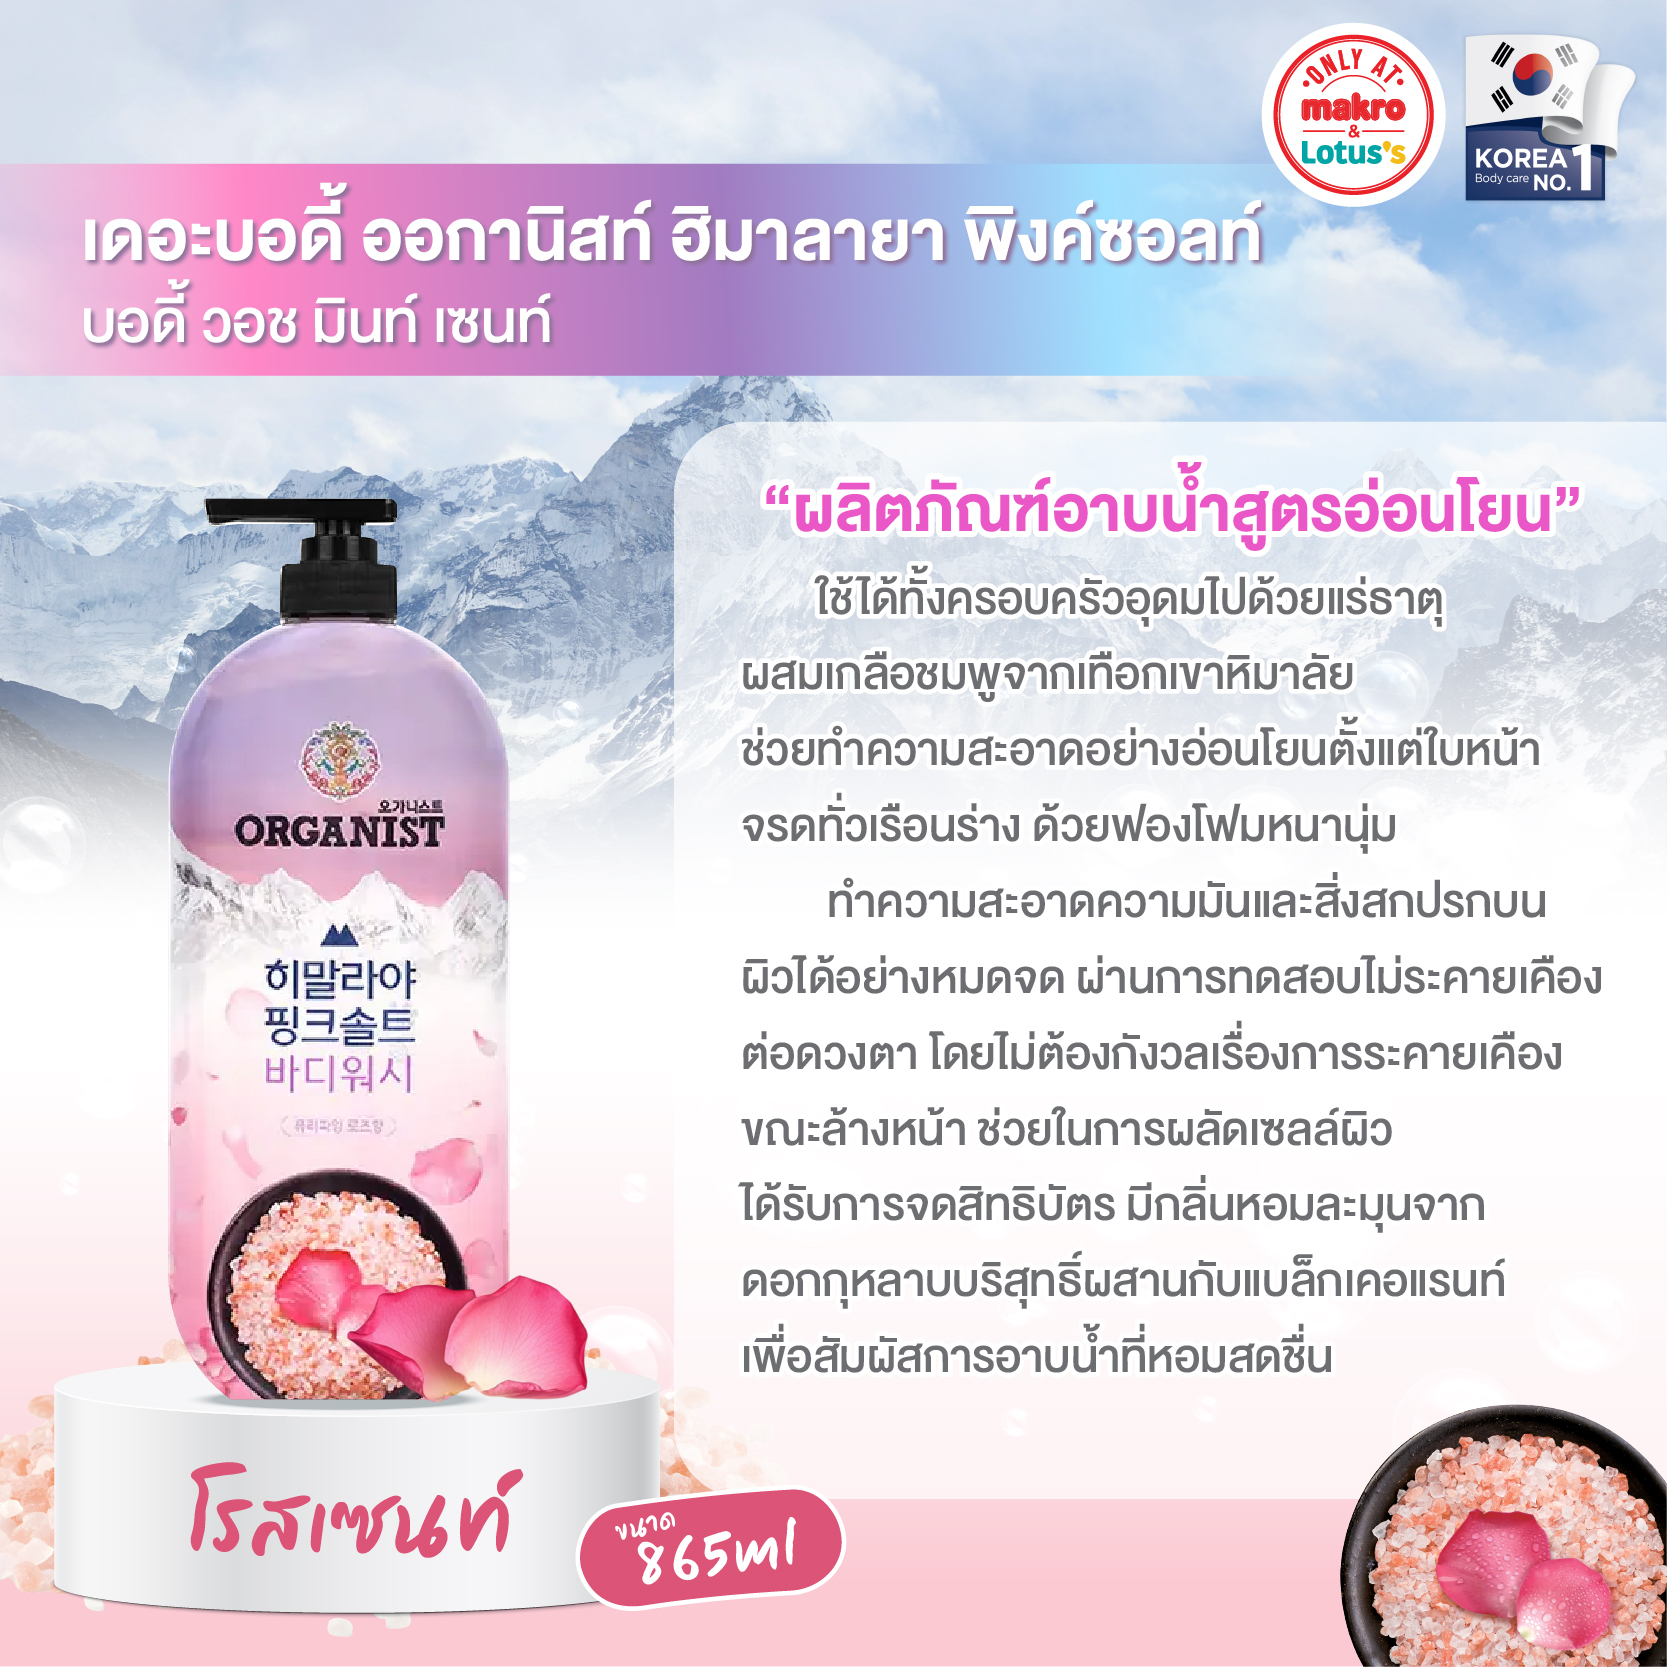 ONLY AT
makro
&
Lotus's
KOREA
Body care NO. 1
เดอะบอดี้ ออกานิสท์ ฮิมาลายา พิงค์ซอลท์
บอดี้ วอช มินท์ เซนท์
“ผลิตภัณฑ์อาบน้ำสูตรอ่อนโยน”
ใช้ได้ทั้งครอบครัวอุดมไปด้วยแร่ธาตุ
ผสมเกลือชมพูจากเทือกเขาหิมาลัย
ช่วยทำความสะอาดอย่างอ่อนโยนตั้งแต่ใบหน้า
จรดทั่วเรือนร่าง ด้วยฟองโฟมหนานุ่ม
ทำความสะอาดความมันและสิ่งสกปรกบน
ผิวได้อย่างหมดจด ผ่านการทดสอบไม่ระคายเคือง
ต่อดวงตา โดยไม่ต้องกังวลเรื่องการระคายเคือง
ขณะล้างหน้า ช่วยในการผลัดเซลล์ผิว
ได้รับการจดสิทธิบัตร มีกลิ่นหอมละมุนจาก
ดอกกุหลาบบริสุทธิ์ผสานกับแบล็กเคอแรนท์
เพื่อสัมผัสการอาบน้ำที่หอมสดชื่น
오가니스트
ORGANIST
히말라야
핑크솔트
바디워시
퓨리파잉 로즈향
โรสเซนท์
ขนาด
865ml